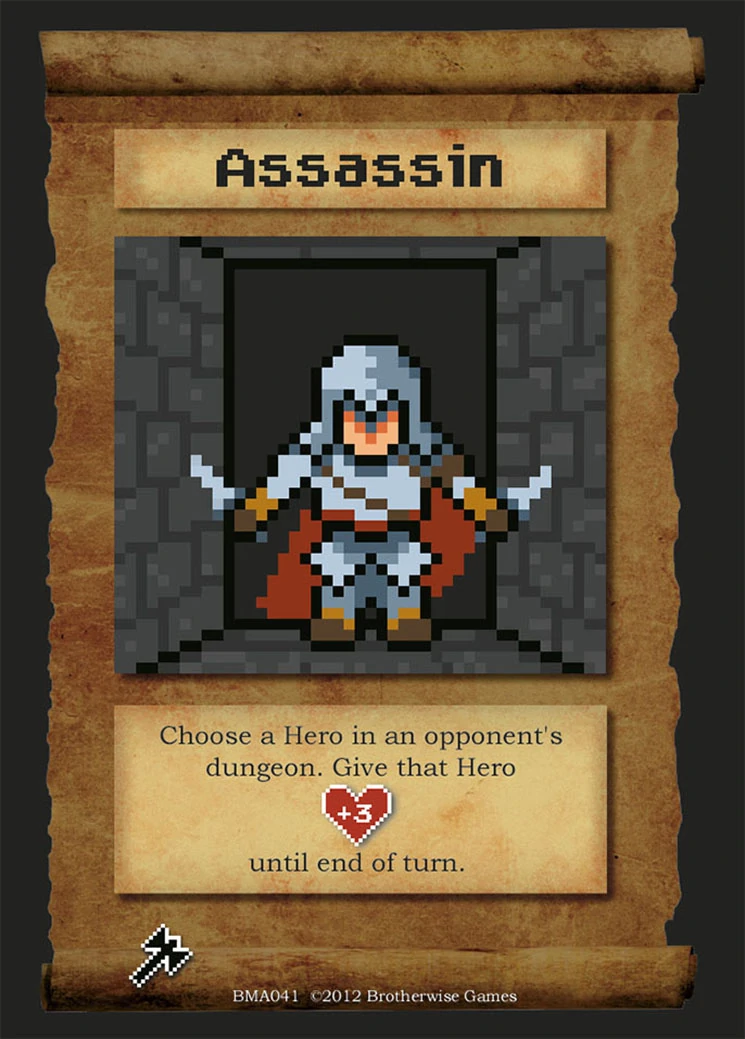 Assassin
Choose a Hero in an opponent's
dungeon. Give that Hero
+3
until end of turn.
BMA041 ©2012 Brotherwise Games